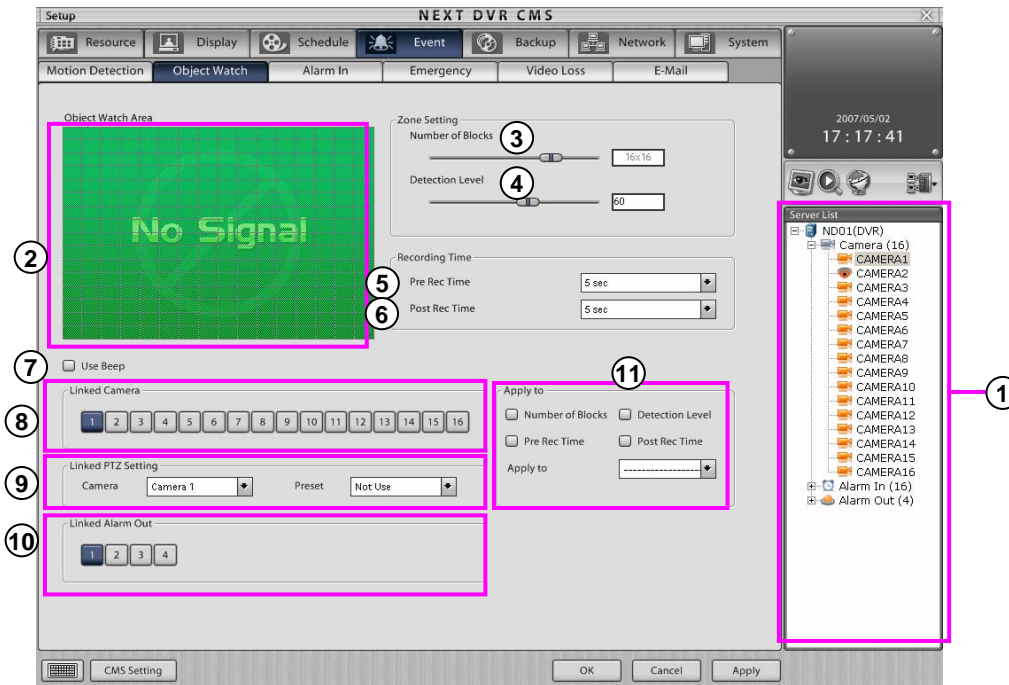 Setup
NEXT DVR CMS
Resource
Display
Schedule
Event
Backup
Network
System
Motion Detection
Object Watch
Alarm In
Emergency
Video Loss
E-Mail
2007/05/02
17:17:41
Object Watch Area
No Signal
2
Zone Setting
Number of Blocks
3
16x16
Detection Level
4
60
Recording Time
5
Pre Rec Time
5 sec
6
Post Rec Time
5 sec
7
Use Beep
8
Linked Camera
1 2 3 4 5 6 7 8 9 10 11 12 13 14 15 16
9
Linked PTZ Setting
Camera
Camera 1
Preset
Not Use
10
Linked Alarm Out
1 2 3 4
11
Apply to
Number of Blocks
Detection Level
Pre Rec Time
Post Rec Time
Apply to
------------------
Server List
ND01(DVR)
Camera (16)
CAMERA1
CAMERA2
CAMERA3
CAMERA4
CAMERA5
CAMERA6
CAMERA7
CAMERA8
CAMERA9
CAMERA10
CAMERA11
CAMERA12
CAMERA13
CAMERA14
CAMERA15
CAMERA16
Alarm In (16)
Alarm Out (4)
1
CMS Setting
OK
Cancel
Apply